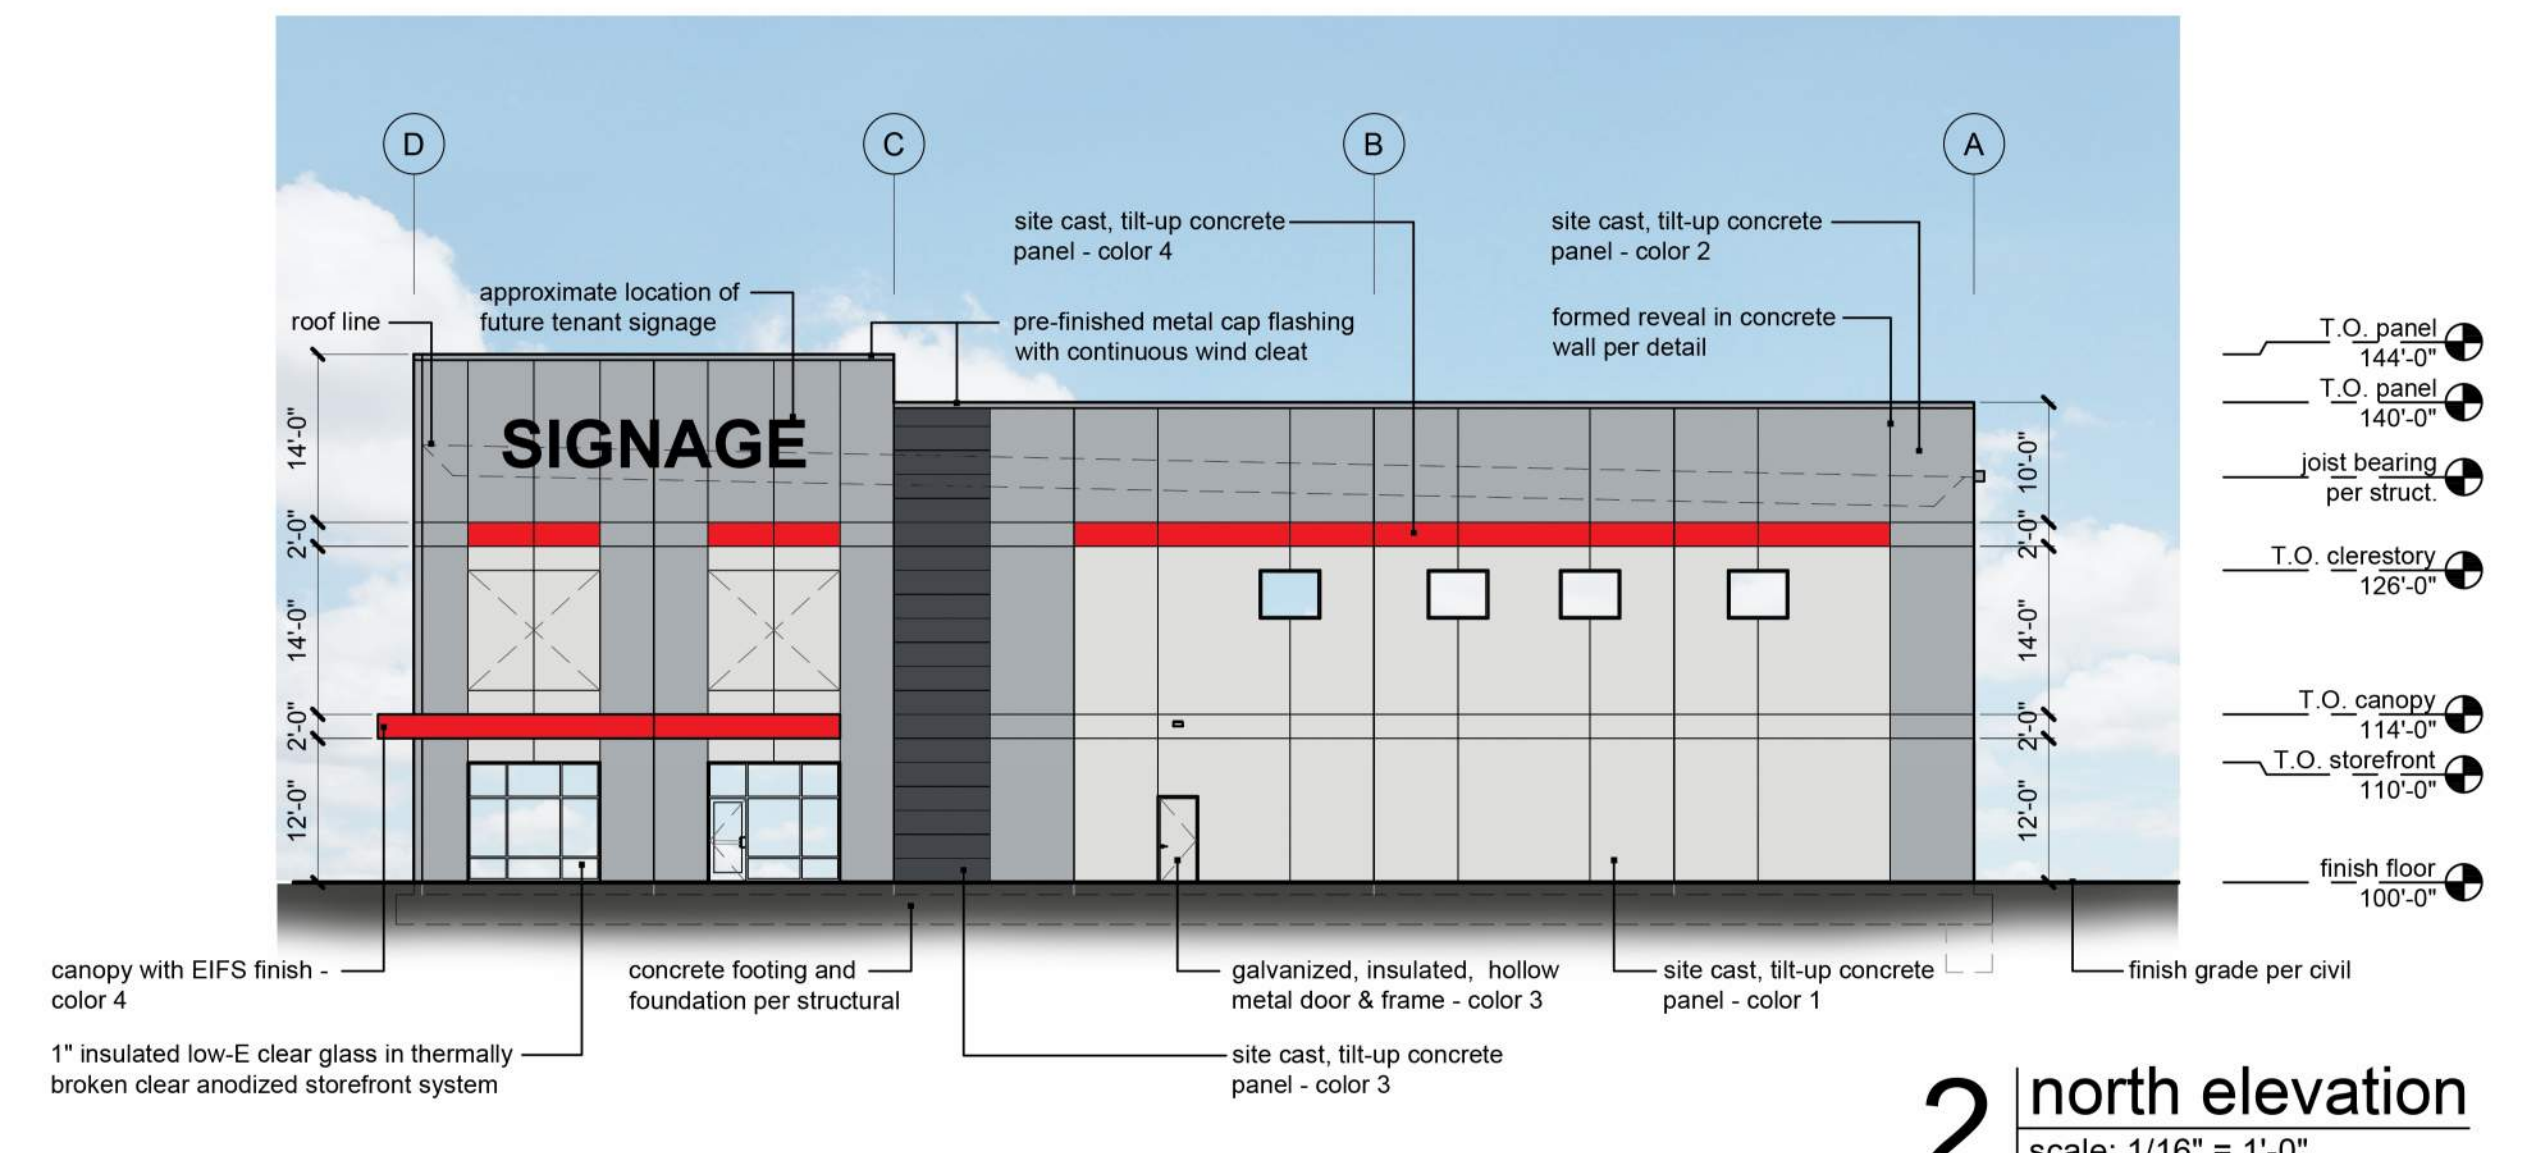 D
C
B
A
site cast, tilt-up concrete
panel - color 4
site cast, tilt-up concrete
panel - color 2
approximate location of
future tenant signage
roof line
pre-finished metal cap flashing
with continuous wind cleat
formed reveal in concrete
wall per detail
T.O. panel
144'-0"
T.O. panel
140'-0"
joist bearing
per struct.
T.O. clerestory
126'-0"
T.O. canopy
114'-0"
T.O. storefront
110'-0"
finish floor
100'-0"
SIGNAGE
14'-0"
2'-0"
14'-0"
2'-0"
12'-0"
10'-0"
2'-0"
14'-0"
2'-0"
12'-0"
canopy with EIFS finish -
color 4
concrete footing and
foundation per structural
galvanized, insulated, hollow
metal door & frame - color 3
site cast, tilt-up concrete
panel - color 1
finish grade per civil
1" insulated low-E clear glass in thermally
broken clear anodized storefront system
site cast, tilt-up concrete
panel - color 3
2
north elevation
scale: 1/16" = 1'-0"